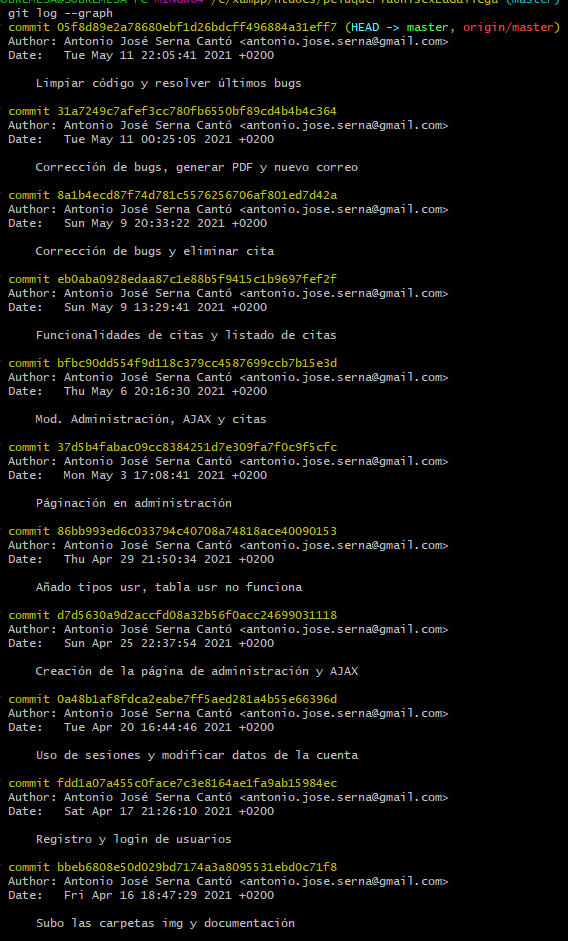 git log --graph
commit 05f8d89e2a78680ebf1d26bdcff496884a31eff7 (HEAD -> master, origin/master)
Author: Antonio José Serna Cantó <antonio.jose.serna@gmail.com>
Date:   Tue May 11 22:05:41 2021 +0200
Limpiar código y resolver últimos bugs
commit 31a7249c7afef3cc780fb6550bf89cd4b4b4c364
Author: Antonio José Serna Cantó <antonio.jose.serna@gmail.com>
Date:   Tue May 11 00:25:05 2021 +0200
Corrección de bugs, generar PDF y nuevo correo
commit 8a1b4ecd87f74d781c5576256706af801ed7d42a
Author: Antonio José Serna Cantó <antonio.jose.serna@gmail.com>
Date:   Sun May 9 20:33:22 2021 +0200
Corrección de bugs y eliminar cita
commit eb0aba0928edaa87c1e88b5f9415c1b9697fef2f
Author: Antonio José Serna Cantó <antonio.jose.serna@gmail.com>
Date:   Sun May 9 13:29:41 2021 +0200
Funcionalidades de citas y listado de citas
commit bfbc90dd554f9d118c379cc4587699ccb7b15e3d
Author: Antonio José Serna Cantó <antonio.jose.serna@gmail.com>
Date:   Thu May 6 20:16:30 2021 +0200
Mod. Administración, AJAX y citas
commit 37d5b4fabac09cc8384251d7e309fa7f0c9f5cfc
Author: Antonio José Serna Cantó <antonio.jose.serna@gmail.com>
Date:   Mon May 3 17:08:41 2021 +0200
Páginación en administración
commit 86bb993ed6c033794c40708a74818ace40090153
Author: Antonio José Serna Cantó <antonio.jose.serna@gmail.com>
Date:   Thu Apr 29 21:50:34 2021 +0200
Añado tipos usr, tabla usr no funciona
commit d7d5630a9d2accfd08a32b56f0acc24699031118
Author: Antonio José Serna Cantó <antonio.jose.serna@gmail.com>
Date:   Sun Apr 25 22:37:54 2021 +0200
Creación de la página de administración y AJAX
commit 0a48b1af8fdca2eabe7ff5aed281a4b55e66396d
Author: Antonio José Serna Cantó <antonio.jose.serna@gmail.com>
Date:   Tue Apr 20 16:44:46 2021 +0200
Uso de sesiones y modificar datos de la cuenta
commit fdd1a07a455c0face7c3e8164ae1fa9ab15984ec
Author: Antonio José Serna Cantó <antonio.jose.serna@gmail.com>
Date:   Sat Apr 17 21:26:10 2021 +0200
Registro y login de usuarios
commit bbeb6808e50d029bd7174a3a8095531ebd0c71f8
Author: Antonio José Serna Cantó <antonio.jose.serna@gmail.com>
Date:   Fri Apr 16 18:47:29 2021 +0200
Subo las carpetas img y documentación